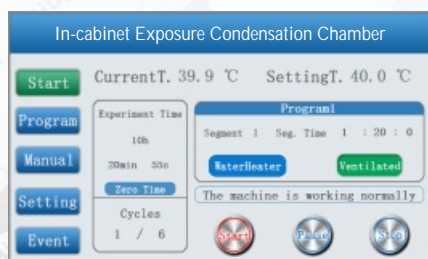 In-cabinet Exposure Condensation Chamber
Start
CurrentT. 39.9 ℃ SettingT. 40.0 ℃
Program
Manual
Setting
Event
Experiment Time
10h
20min 55s
Zero Time
Cycles
1 / 6
Program1
Segment 1 Seg. Time 1 : 20 : 0
WaterHeater Ventilated
The machine is working normally
Start Pause Stop